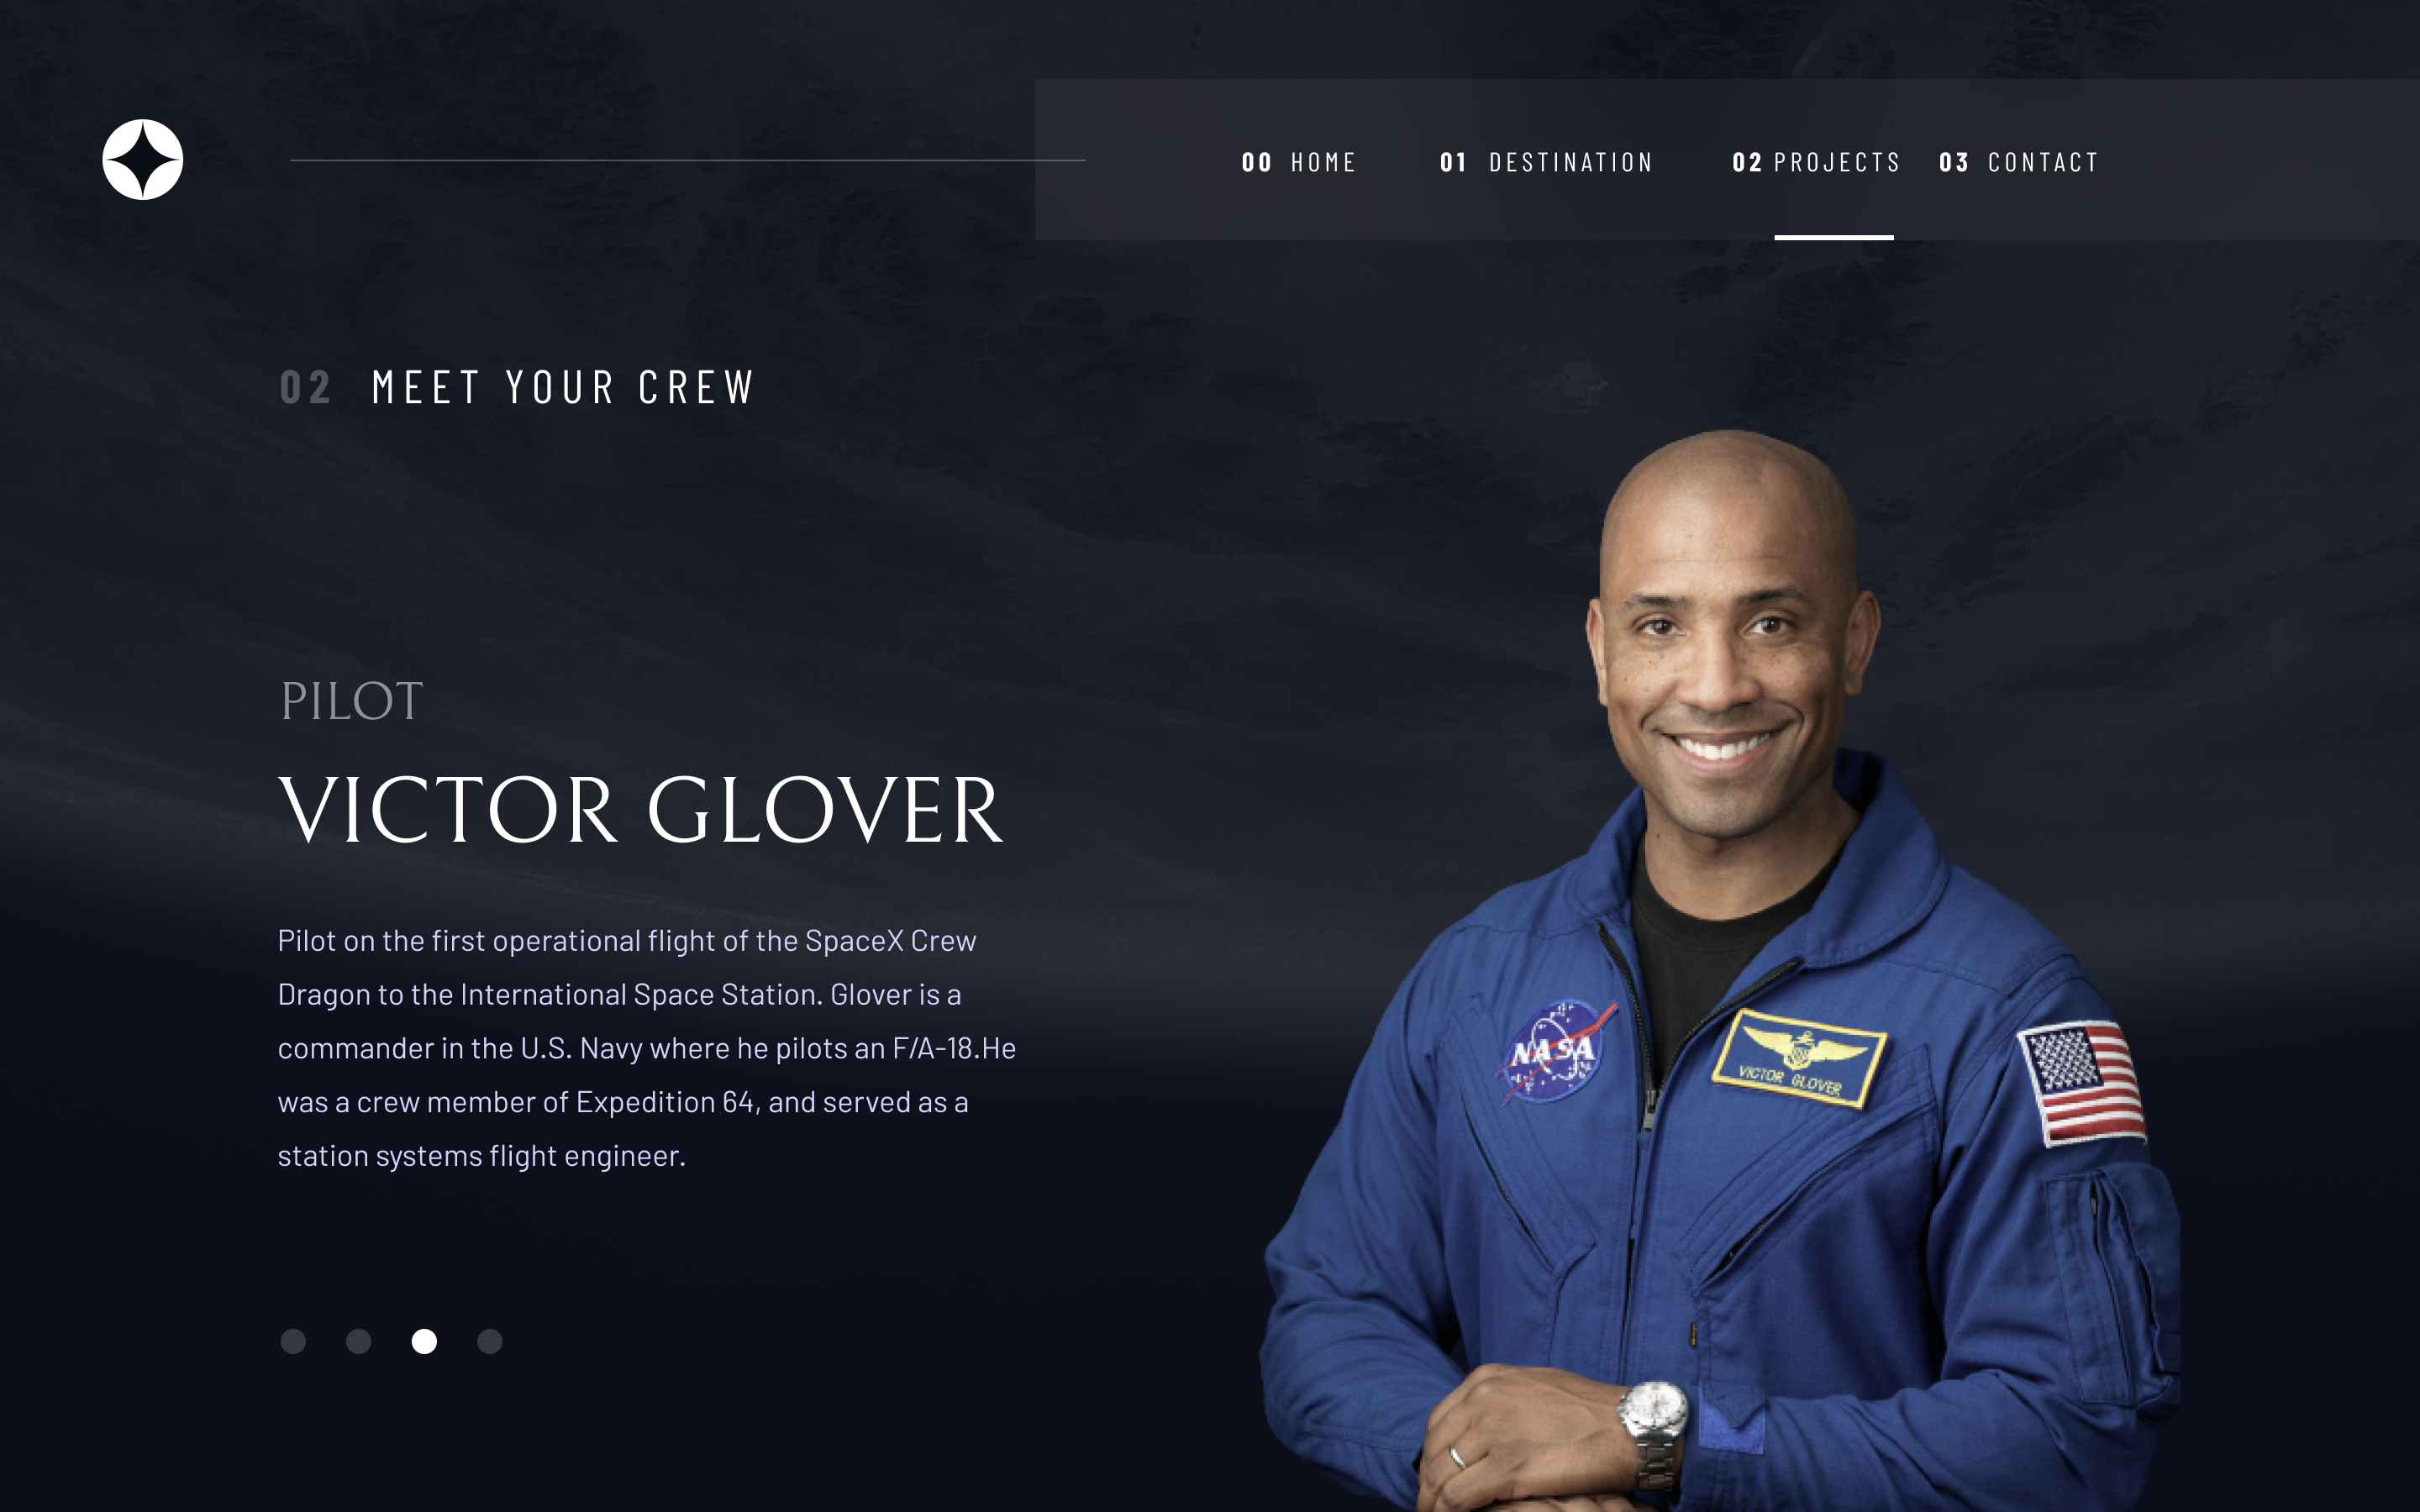 00 HOME 01 DESTINATION 02 PROJECTS 03 CONTACT
02 MEET YOUR CREW
PILOT
VICTOR GLOVER
Pilot on the first operational flight of the SpaceX Crew
Dragon to the International Space Station. Glover is a
commander in the U.S. Navy where he pilots an F/A-18.He
was a crew member of Expedition 64, and served as a
station systems flight engineer.
NASA
VICTOR GLOVER